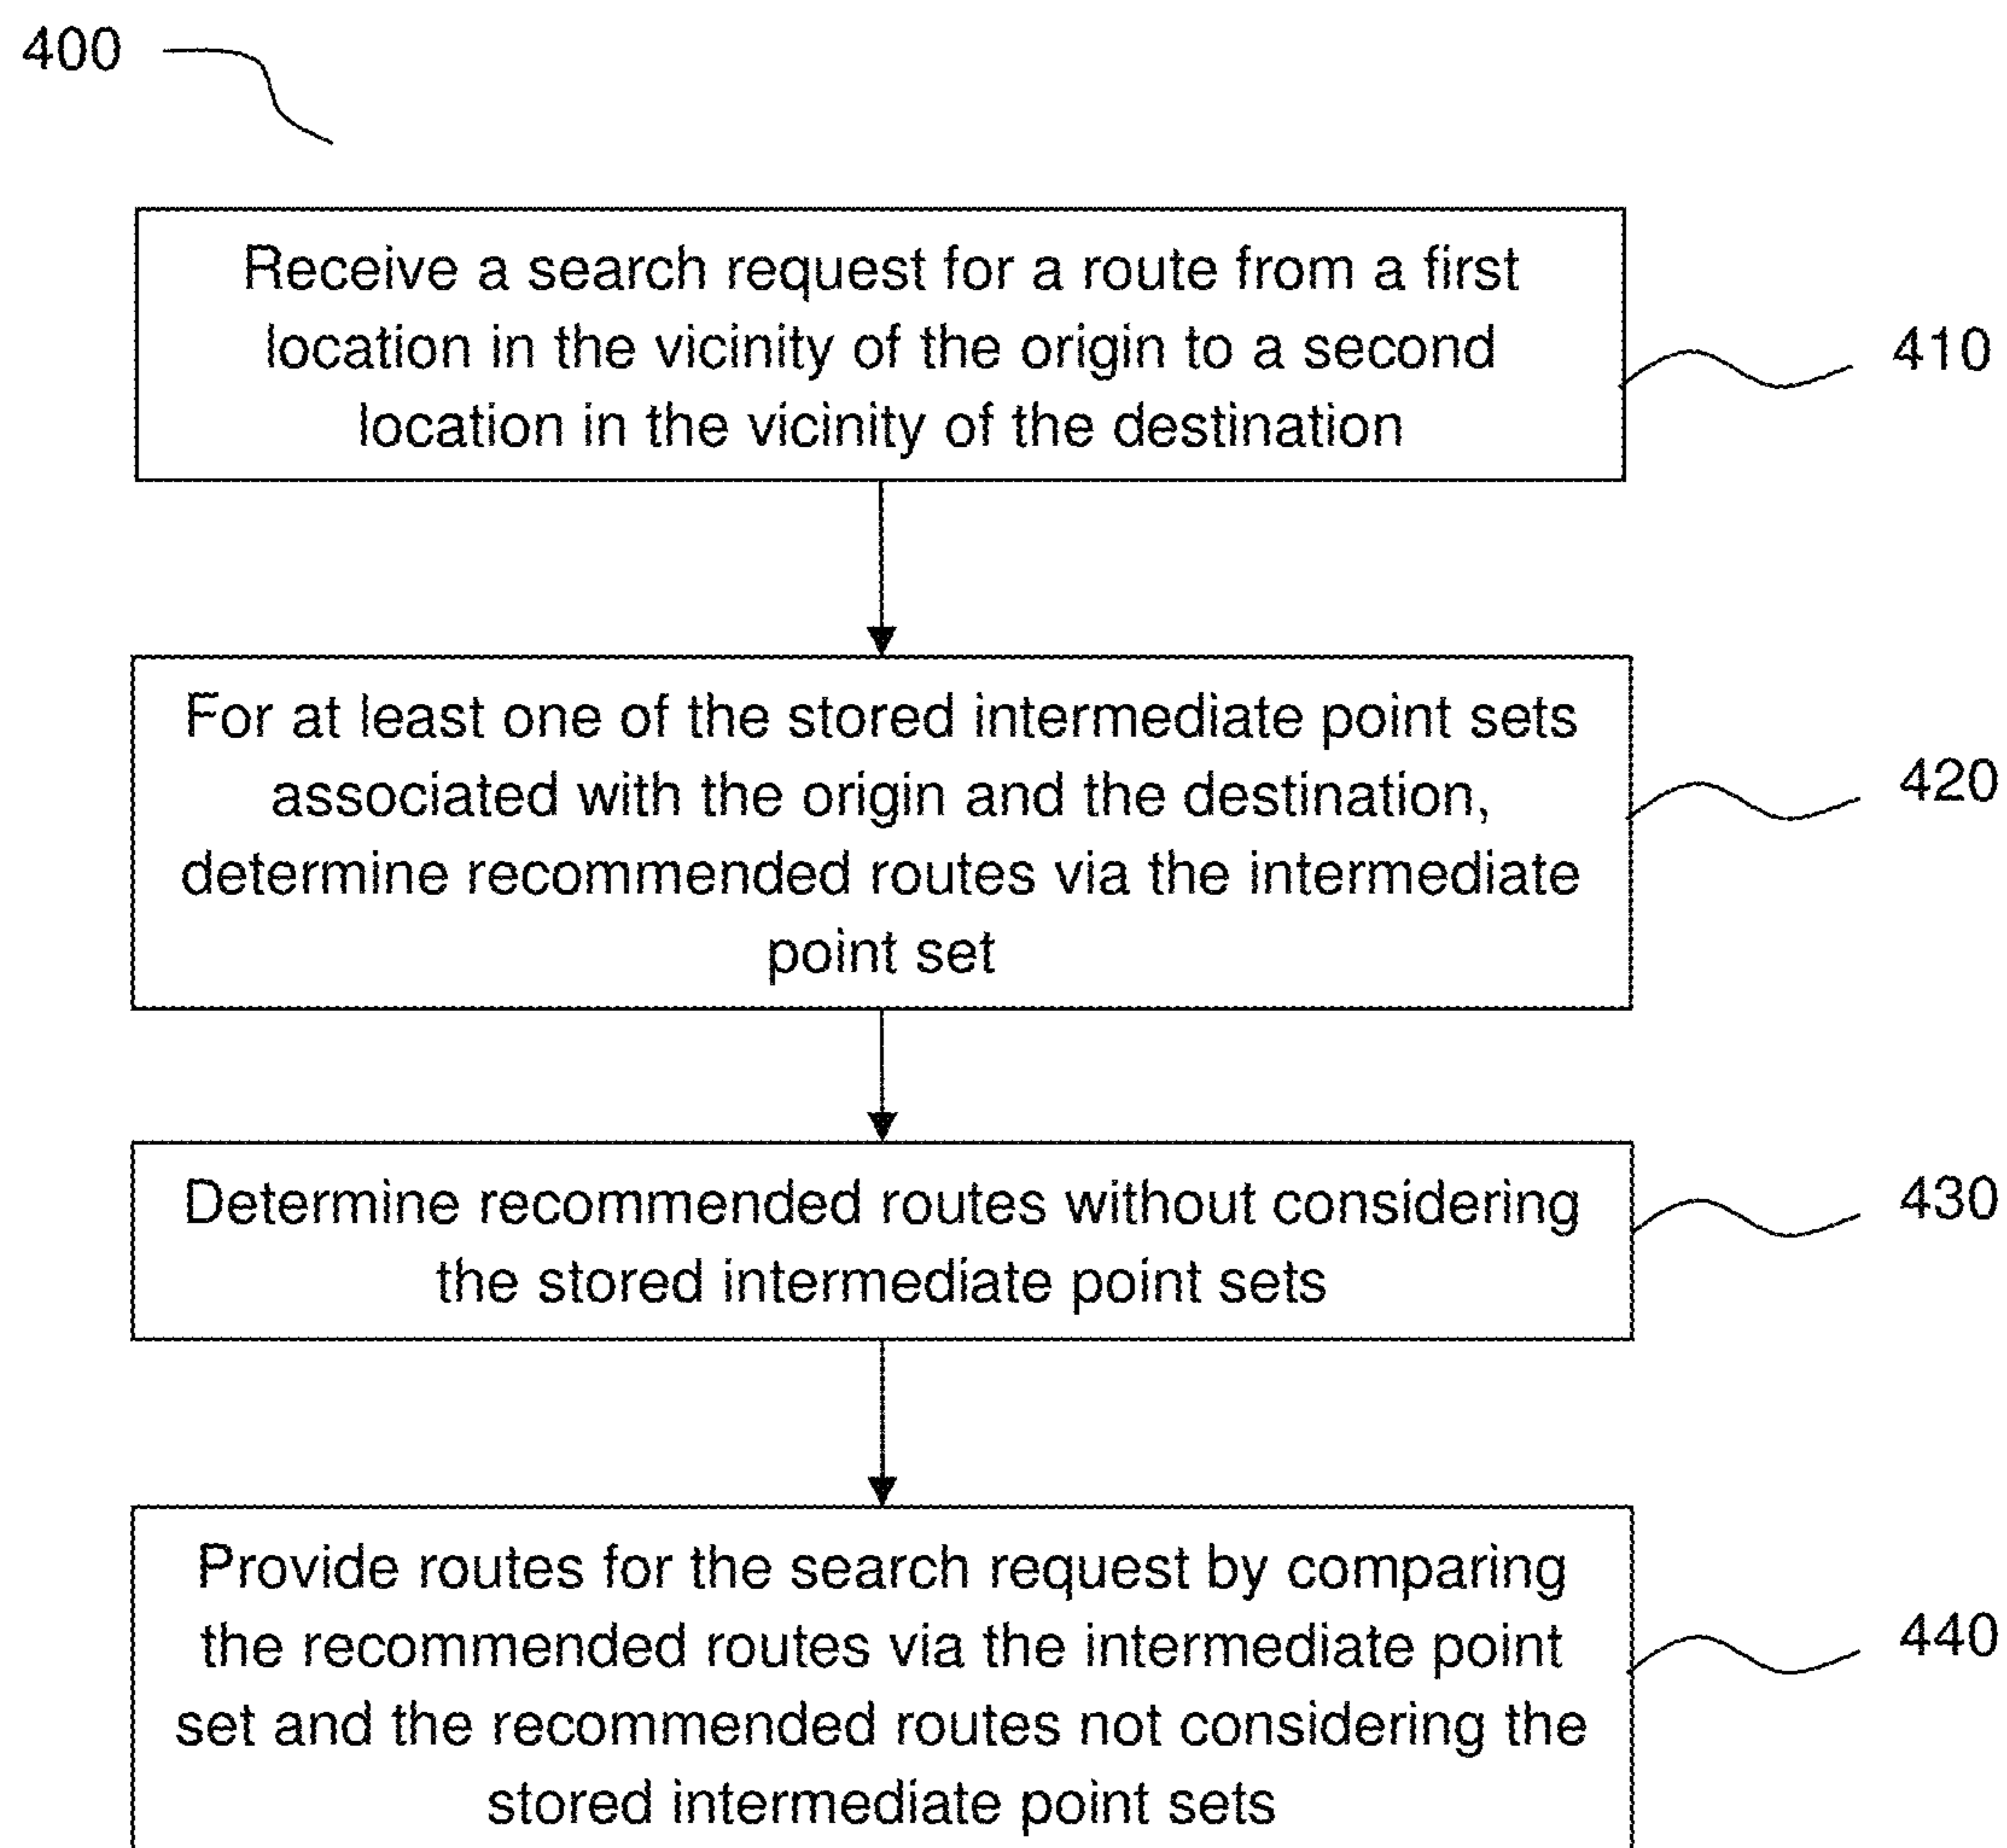 400
Receive a search request for a route from a first
location in the vicinity of the origin to a second
location in the vicinity of the destination
410
For at least one of the stored intermediate point sets
associated with the origin and the destination,
determine recommended routes via the intermediate
point set
420
Determine recommended routes without considering
the stored intermediate point sets
430
Provide routes for the search request by comparing
the recommended routes via the intermediate point
set and the recommended routes not considering the
stored intermediate point sets
440